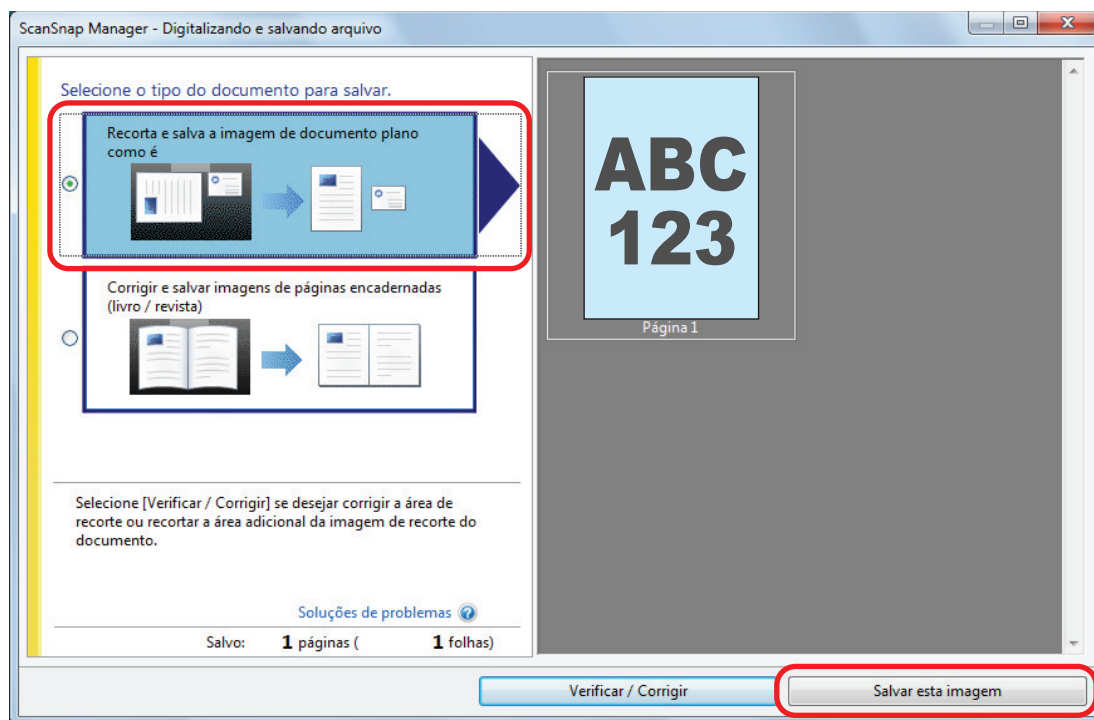 ScanSnap Manager - Digitalizando e salvando arquivo
Selecione o tipo do documento para salvar.
Recorta e salva a imagem de documento plano
como é
Corrigir e salvar imagens de páginas encadernadas
(livro / revista)
Selecione [Verificar / Corrigir] se desejar corrigir a área de
recorte ou recortar a área adicional da imagem de recorte do
documento.
Soluções de problemas
Salvo: 1 páginas ( 1 folhas)
ABC
123
Página 1
Verificar / Corrigir
Salvar esta imagem